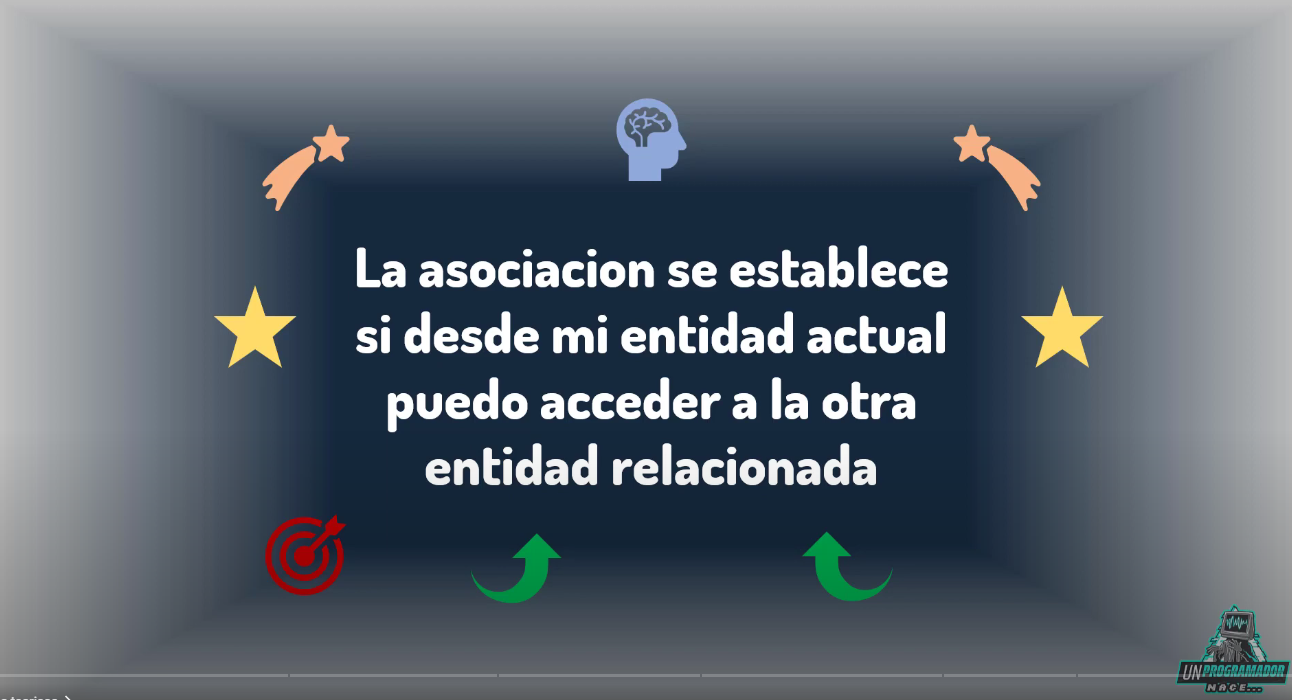 La asociacion se establece
si desde mi entidad actual
puedo acceder a la otra
entidad relacionada
UN PROGRAMADOR
NACE...